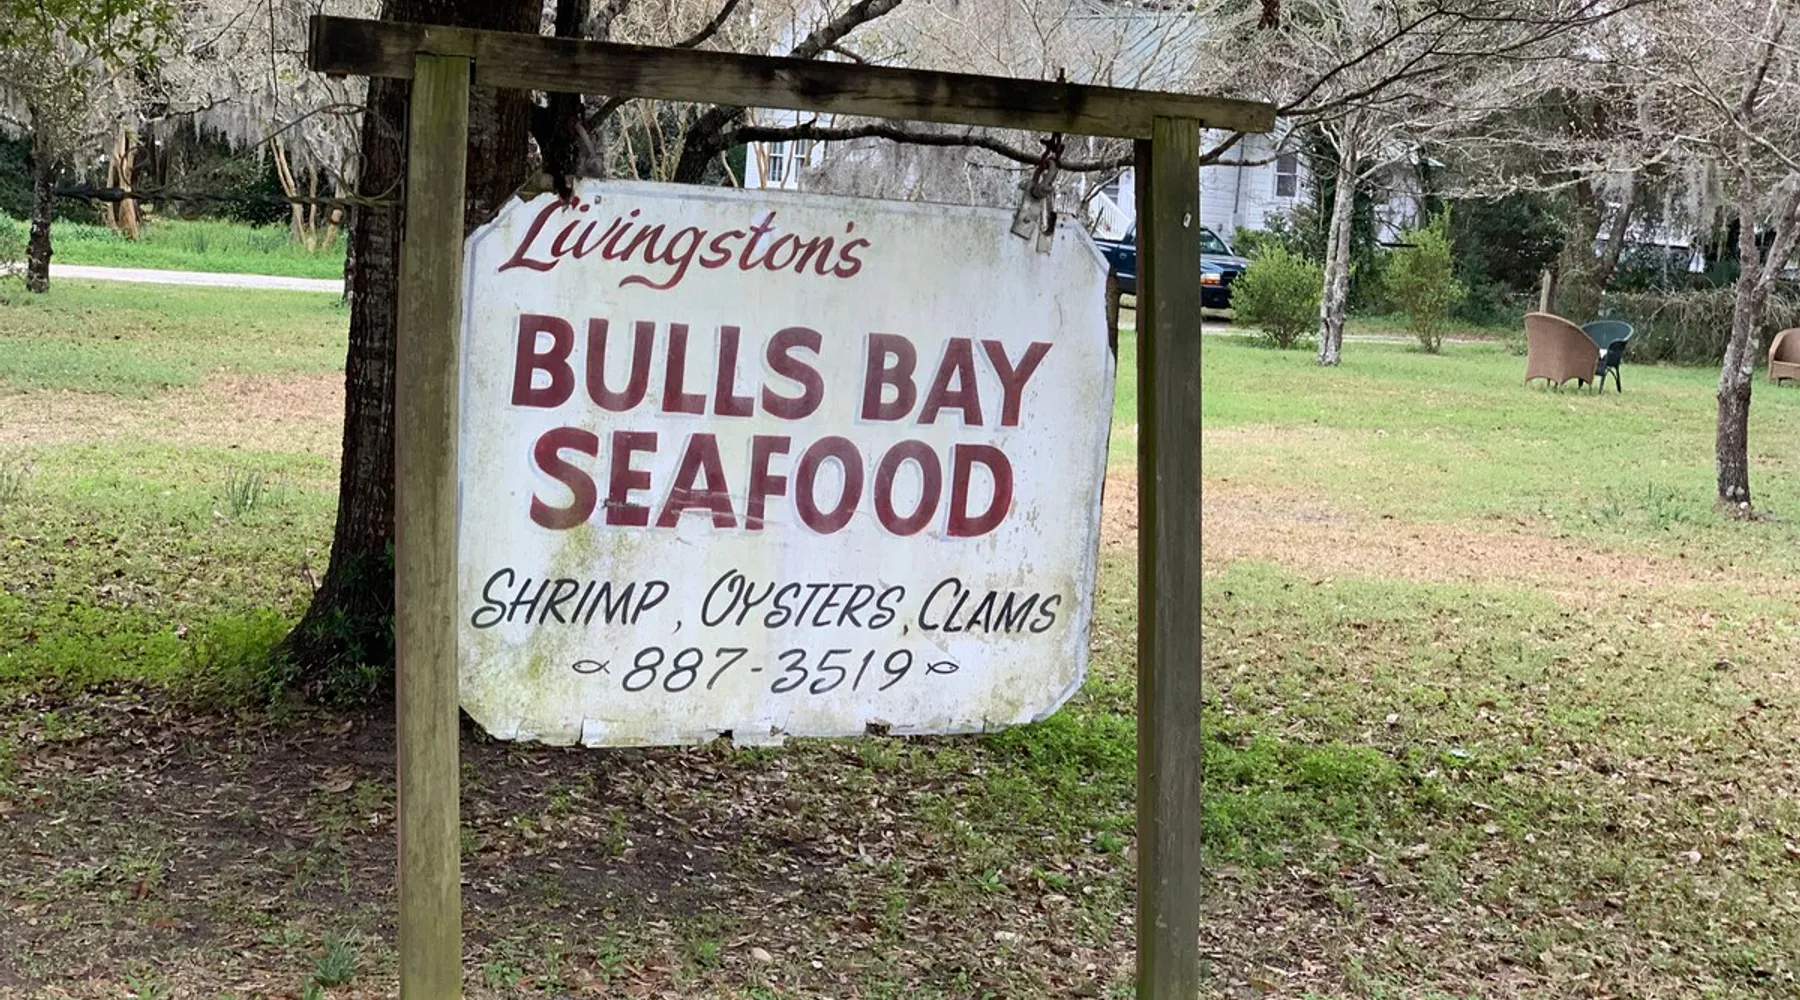 Livingston's
BULLS BAY
SEAFOOD
SHRIMP, OYSTERS, CLAMS
887-3519